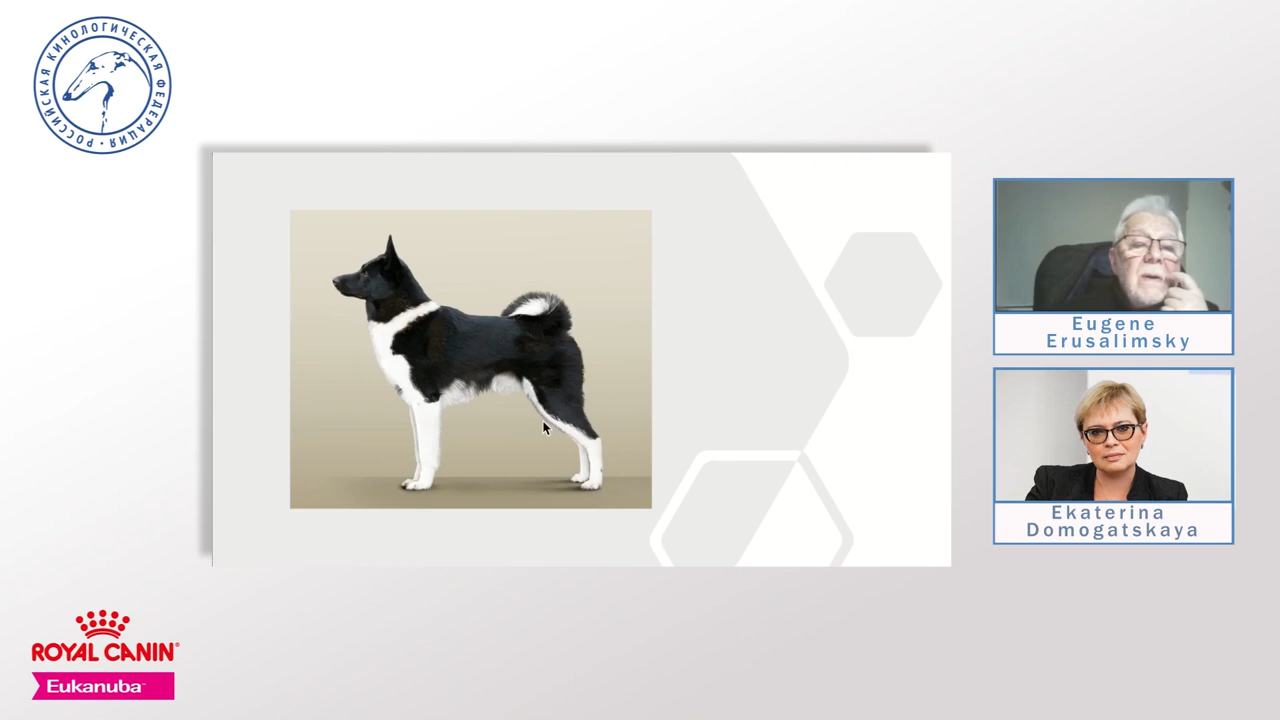 РОССИЙСКАЯ КИНОЛОГИЧЕСКАЯ ФЕДЕРАЦИЯ
Eugene
Erusalimsky
Ekaterina
Domogatskaya
ROYAL CANIN
Eukanuba